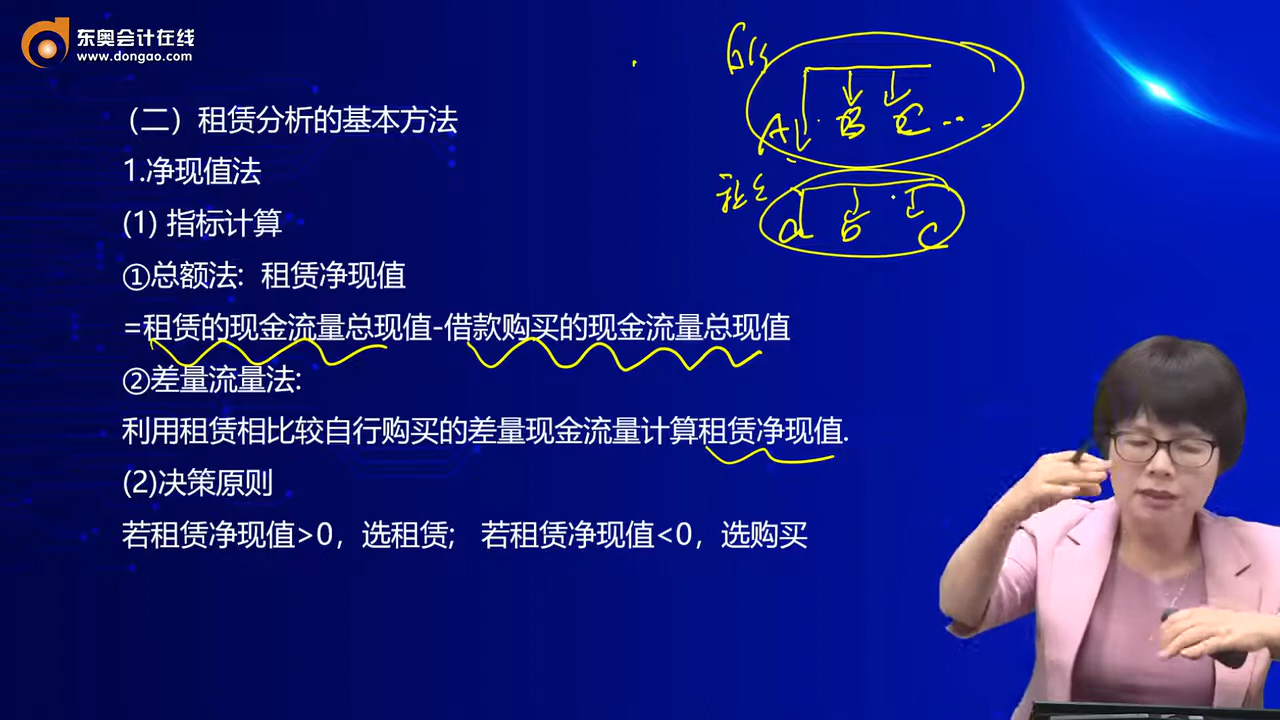 东奥会计在线
www.dongao.com
（二）租赁分析的基本方法
1.净现值法
(1) 指标计算
①总额法: 租赁净现值
=租赁的现金流量总现值-借款购买的现金流量总现值
②差量流量法:
利用租赁相比较自行购买的差量现金流量计算租赁净现值.
(2)决策原则
若租赁净现值>0，选租赁; 若租赁净现值<0，选购买
A B C ..
a b c